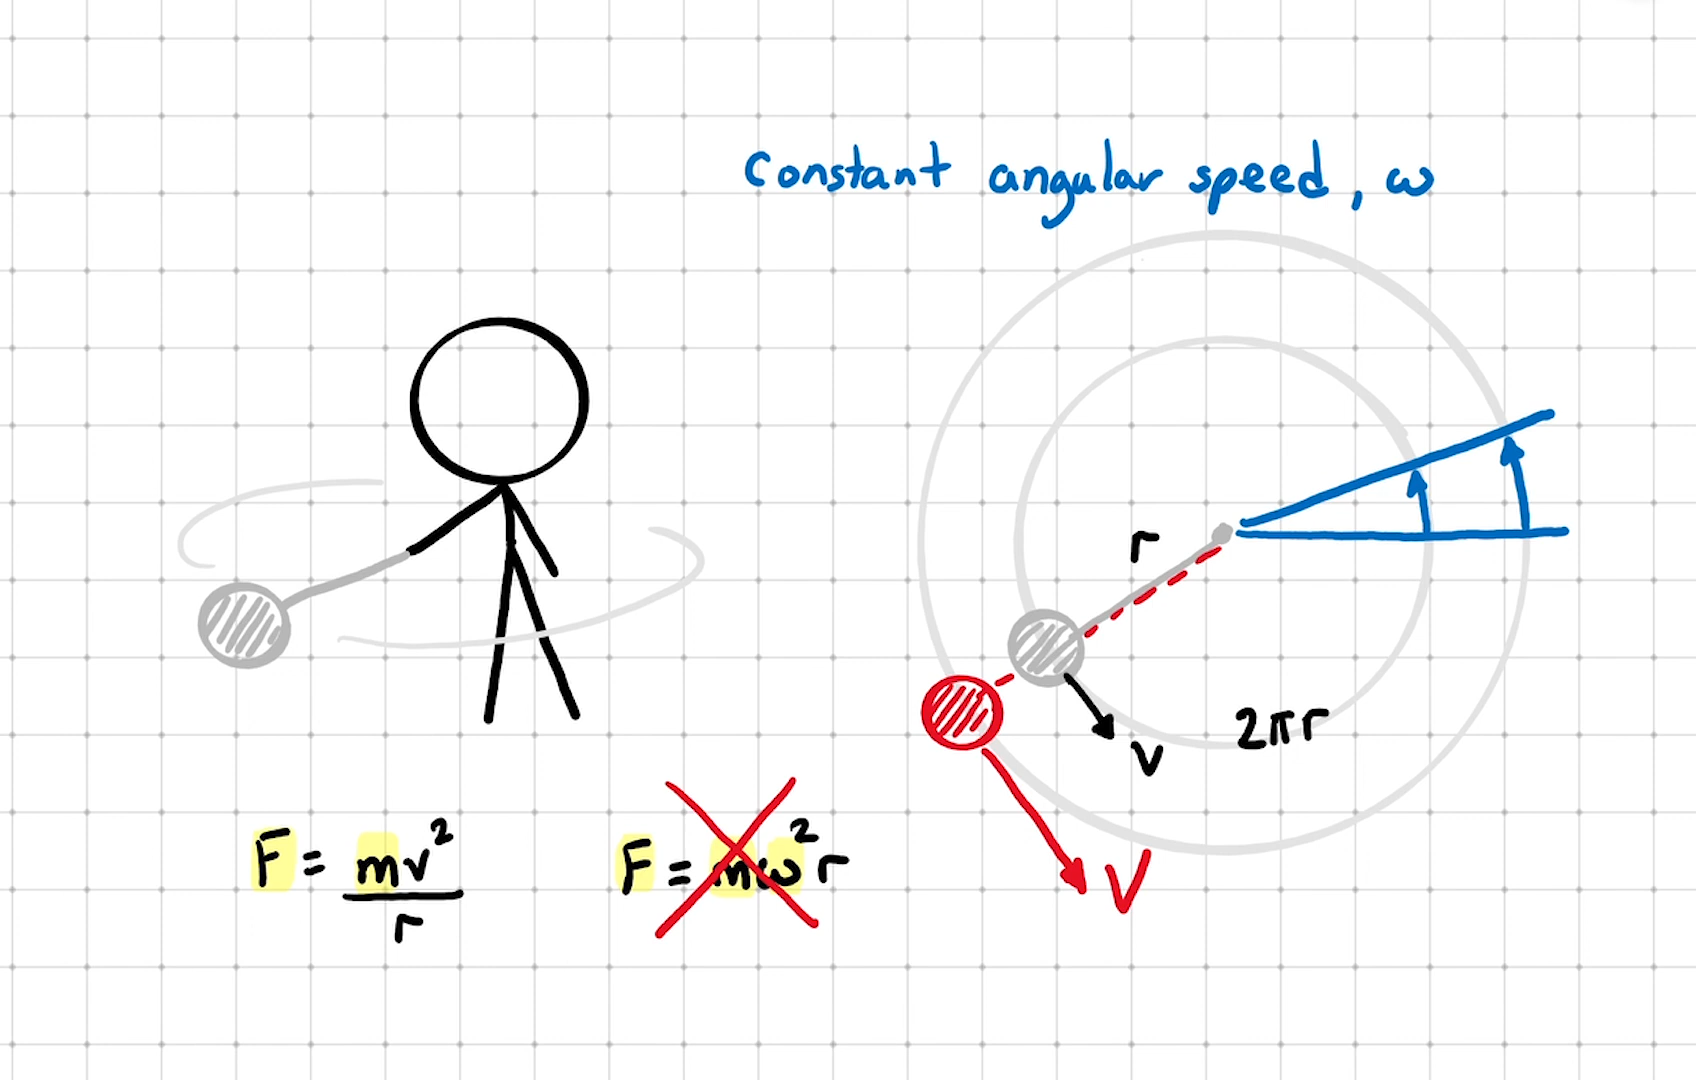 Constant angular speed, ω
r
v
2πr
V
F = mv²/r
F = mω²r